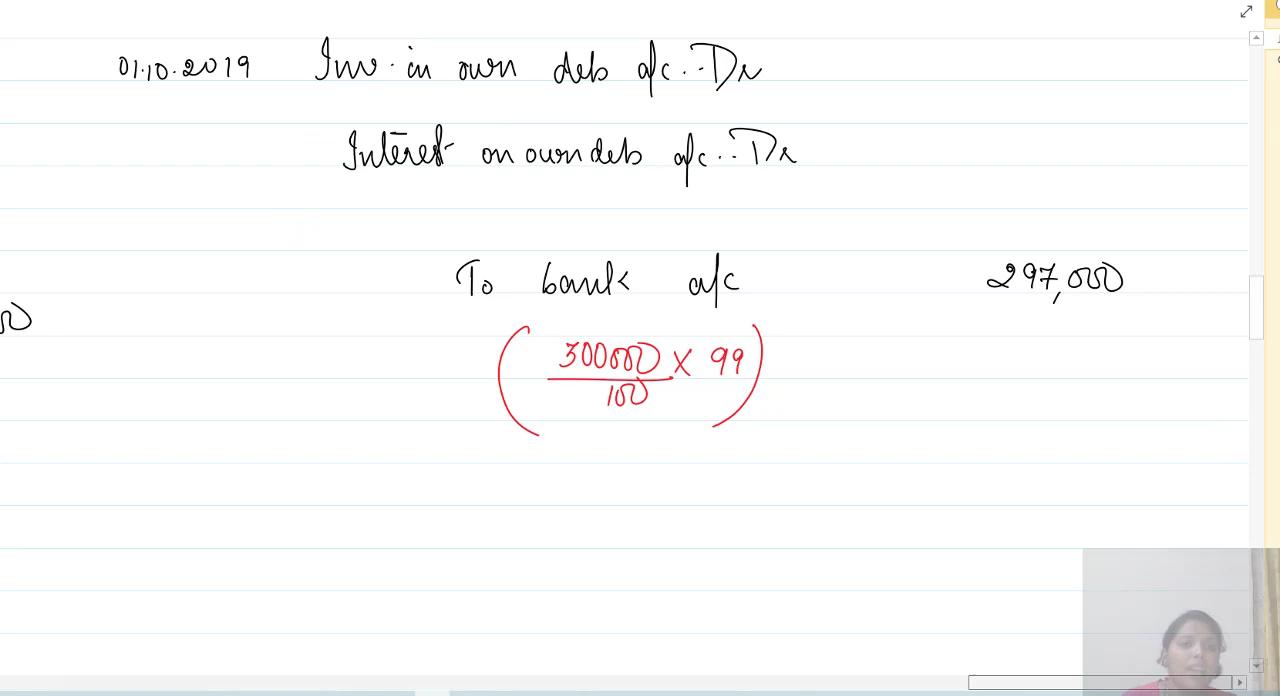 01.10.2019 Inv. in own deb a/c.. Dr
Interest on own deb a/c.. Dr
To bank a/c 297,000
(300000/100 × 99)